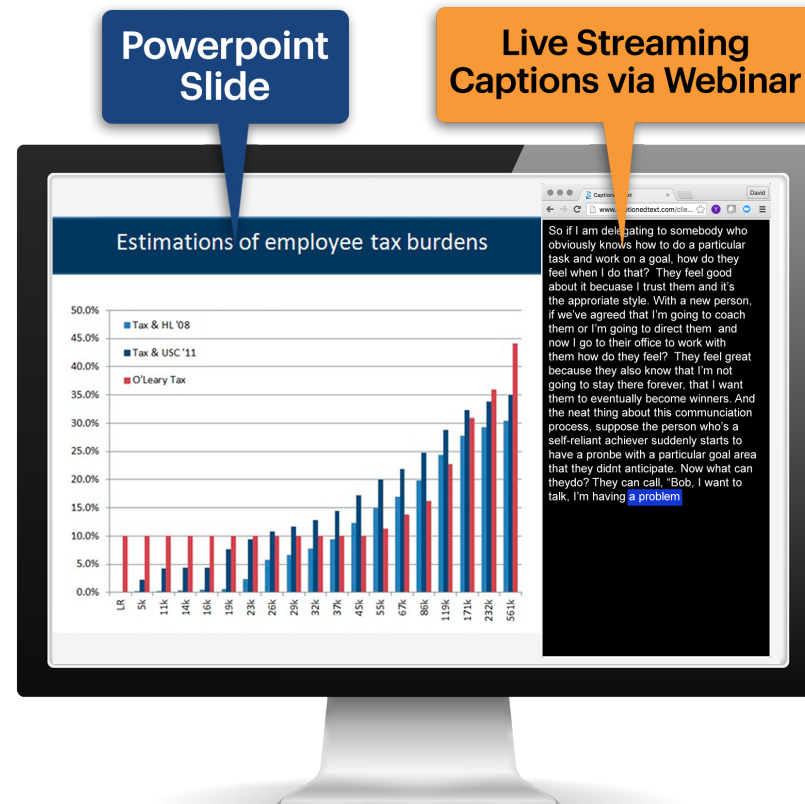 Powerpoint
Slide
Live Streaming
Captions via Webinar
Estimations of employee tax burdens
50.0%
45.0%
40.0%
35.0%
30.0%
25.0%
20.0%
15.0%
10.0%
5.0%
0.0%
Tax & HL '08
Tax & USC '11
O'Leary Tax
LR 5k 11k 14k 16k 19k 23k 26k 29k 32k 37k 45k 55k 67k 86k 119k 171k 232k 561k
David
So if I am delegating to somebody who
obviously knows how to do a particular
task and work on a goal, how do they
feel when I do that? They feel good
about it becuase I trust them and it's
the approriate style. With a new person,
if we've agreed that I'm going to coach
them or I'm going to direct them and
now I go to their office to work with
them how do they feel? They feel great
because they also know that I'm not
going to stay there forever, that I want
them to eventually become winners. And
the neat thing about this communciation
process, suppose the person who's a
self-reliant achiever suddenly starts to
have a pronbe with a particular goal area
that they didnt anticipate. Now what can
theydo? They can call, “Bob, I want to
talk, I'm having a problem